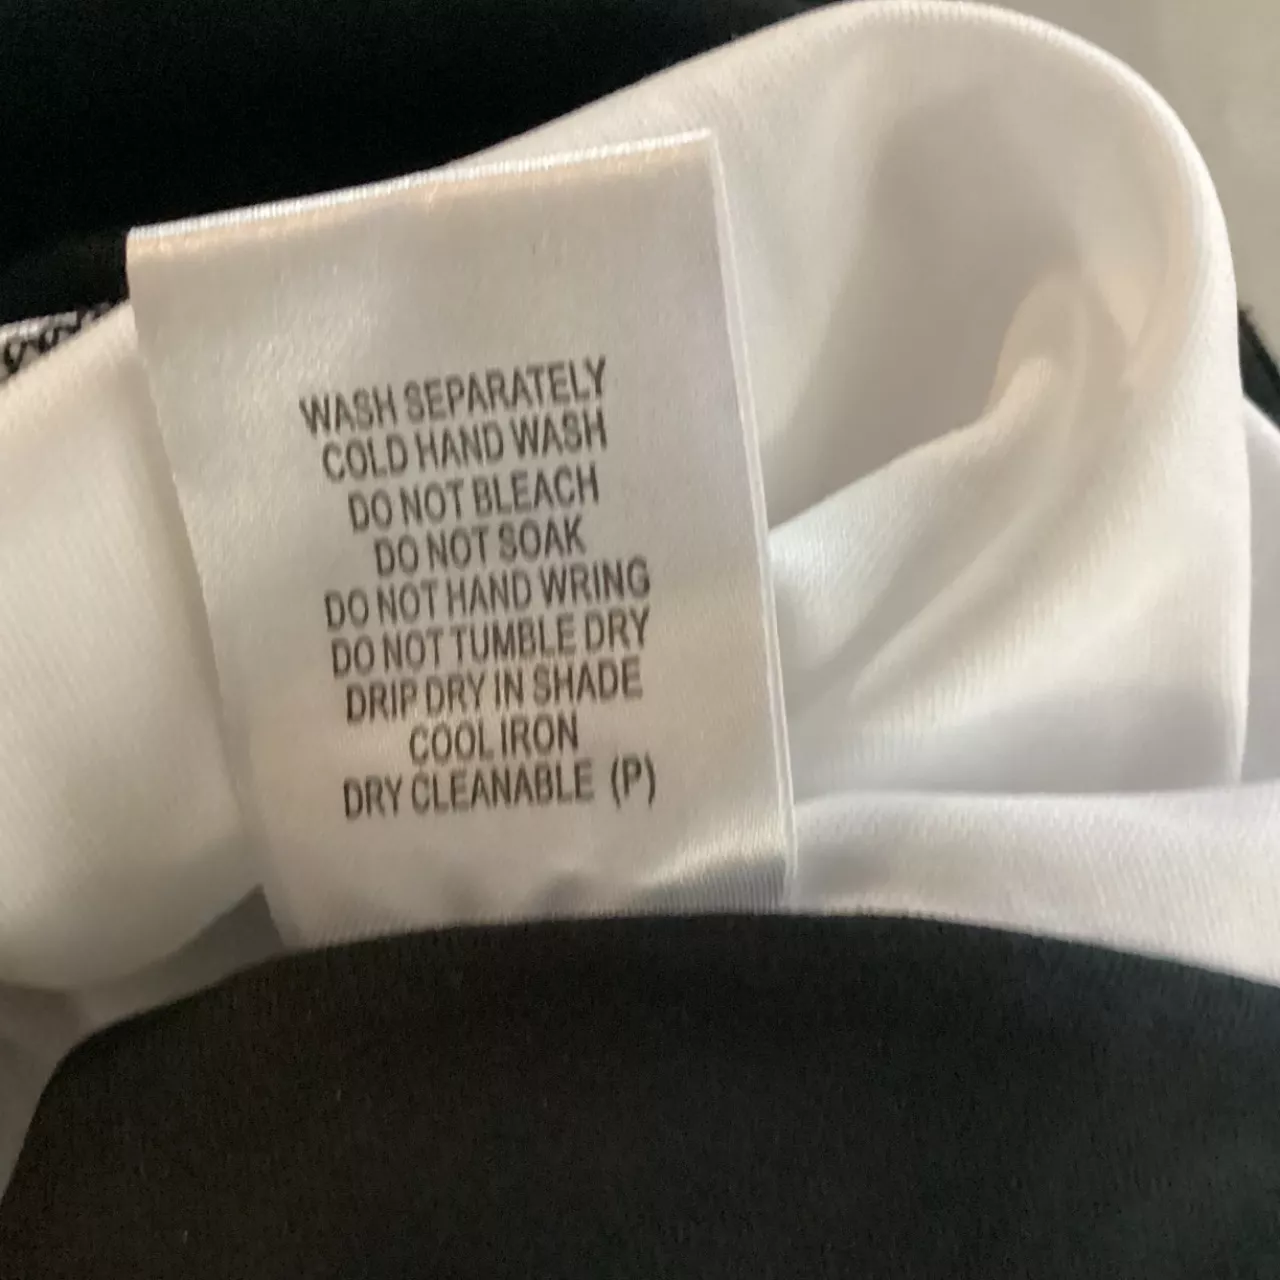 WASH SEPARATELY
COLD HAND WASH
DO NOT BLEACH
DO NOT SOAK
DO NOT HAND WRING
DO NOT TUMBLE DRY
DRIP DRY IN SHADE
COOL IRON
DRY CLEANABLE (P)